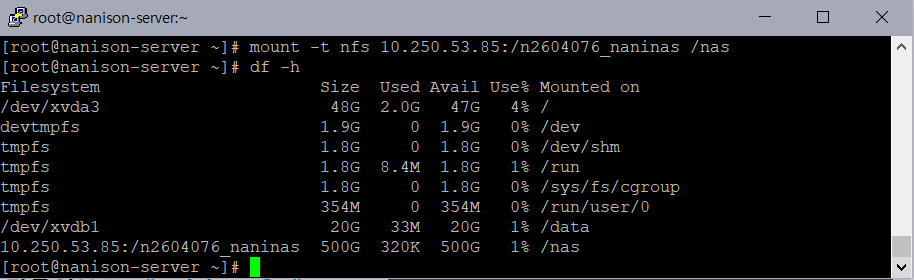 root@nanison-server:~
[root@nanison-server ~]# mount -t nfs 10.250.53.85:/n2604076_naninas /nas
[root@nanison-server ~]# df -h
Filesystem                     Size  Used Avail Use% Mounted on
/dev/xvda3                      48G  2.0G   47G   4% /
devtmpfs                       1.9G     0  1.9G   0% /dev
tmpfs                          1.8G     0  1.8G   0% /dev/shm
tmpfs                          1.8G  8.4M  1.8G   1% /run
tmpfs                          1.8G     0  1.8G   0% /sys/fs/cgroup
tmpfs                          354M     0  354M   0% /run/user/0
/dev/xvdb1                      20G   33M   20G   1% /data
10.250.53.85:/n2604076_naninas 500G  320K  500G   1% /nas
[root@nanison-server ~]#